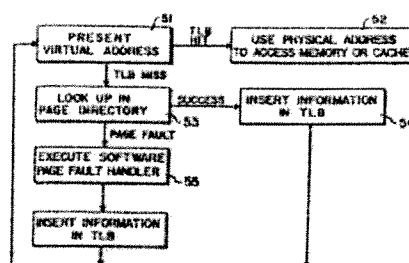 51
PRESENT
VIRTUAL ADDRESS
TLB
HIT
52
USE PHYSICAL ADDRESS
TO ACCESS MEMORY OR CACHE
TLB MISS
LOOK UP IN
PAGE DIRECTORY
53
SUCCESS
INSERT INFORMATION
IN TLB
PAGE FAULT
EXECUTE SOFTWARE
PAGE FAULT HANDLER
55
INSERT INFORMATION
IN TLB